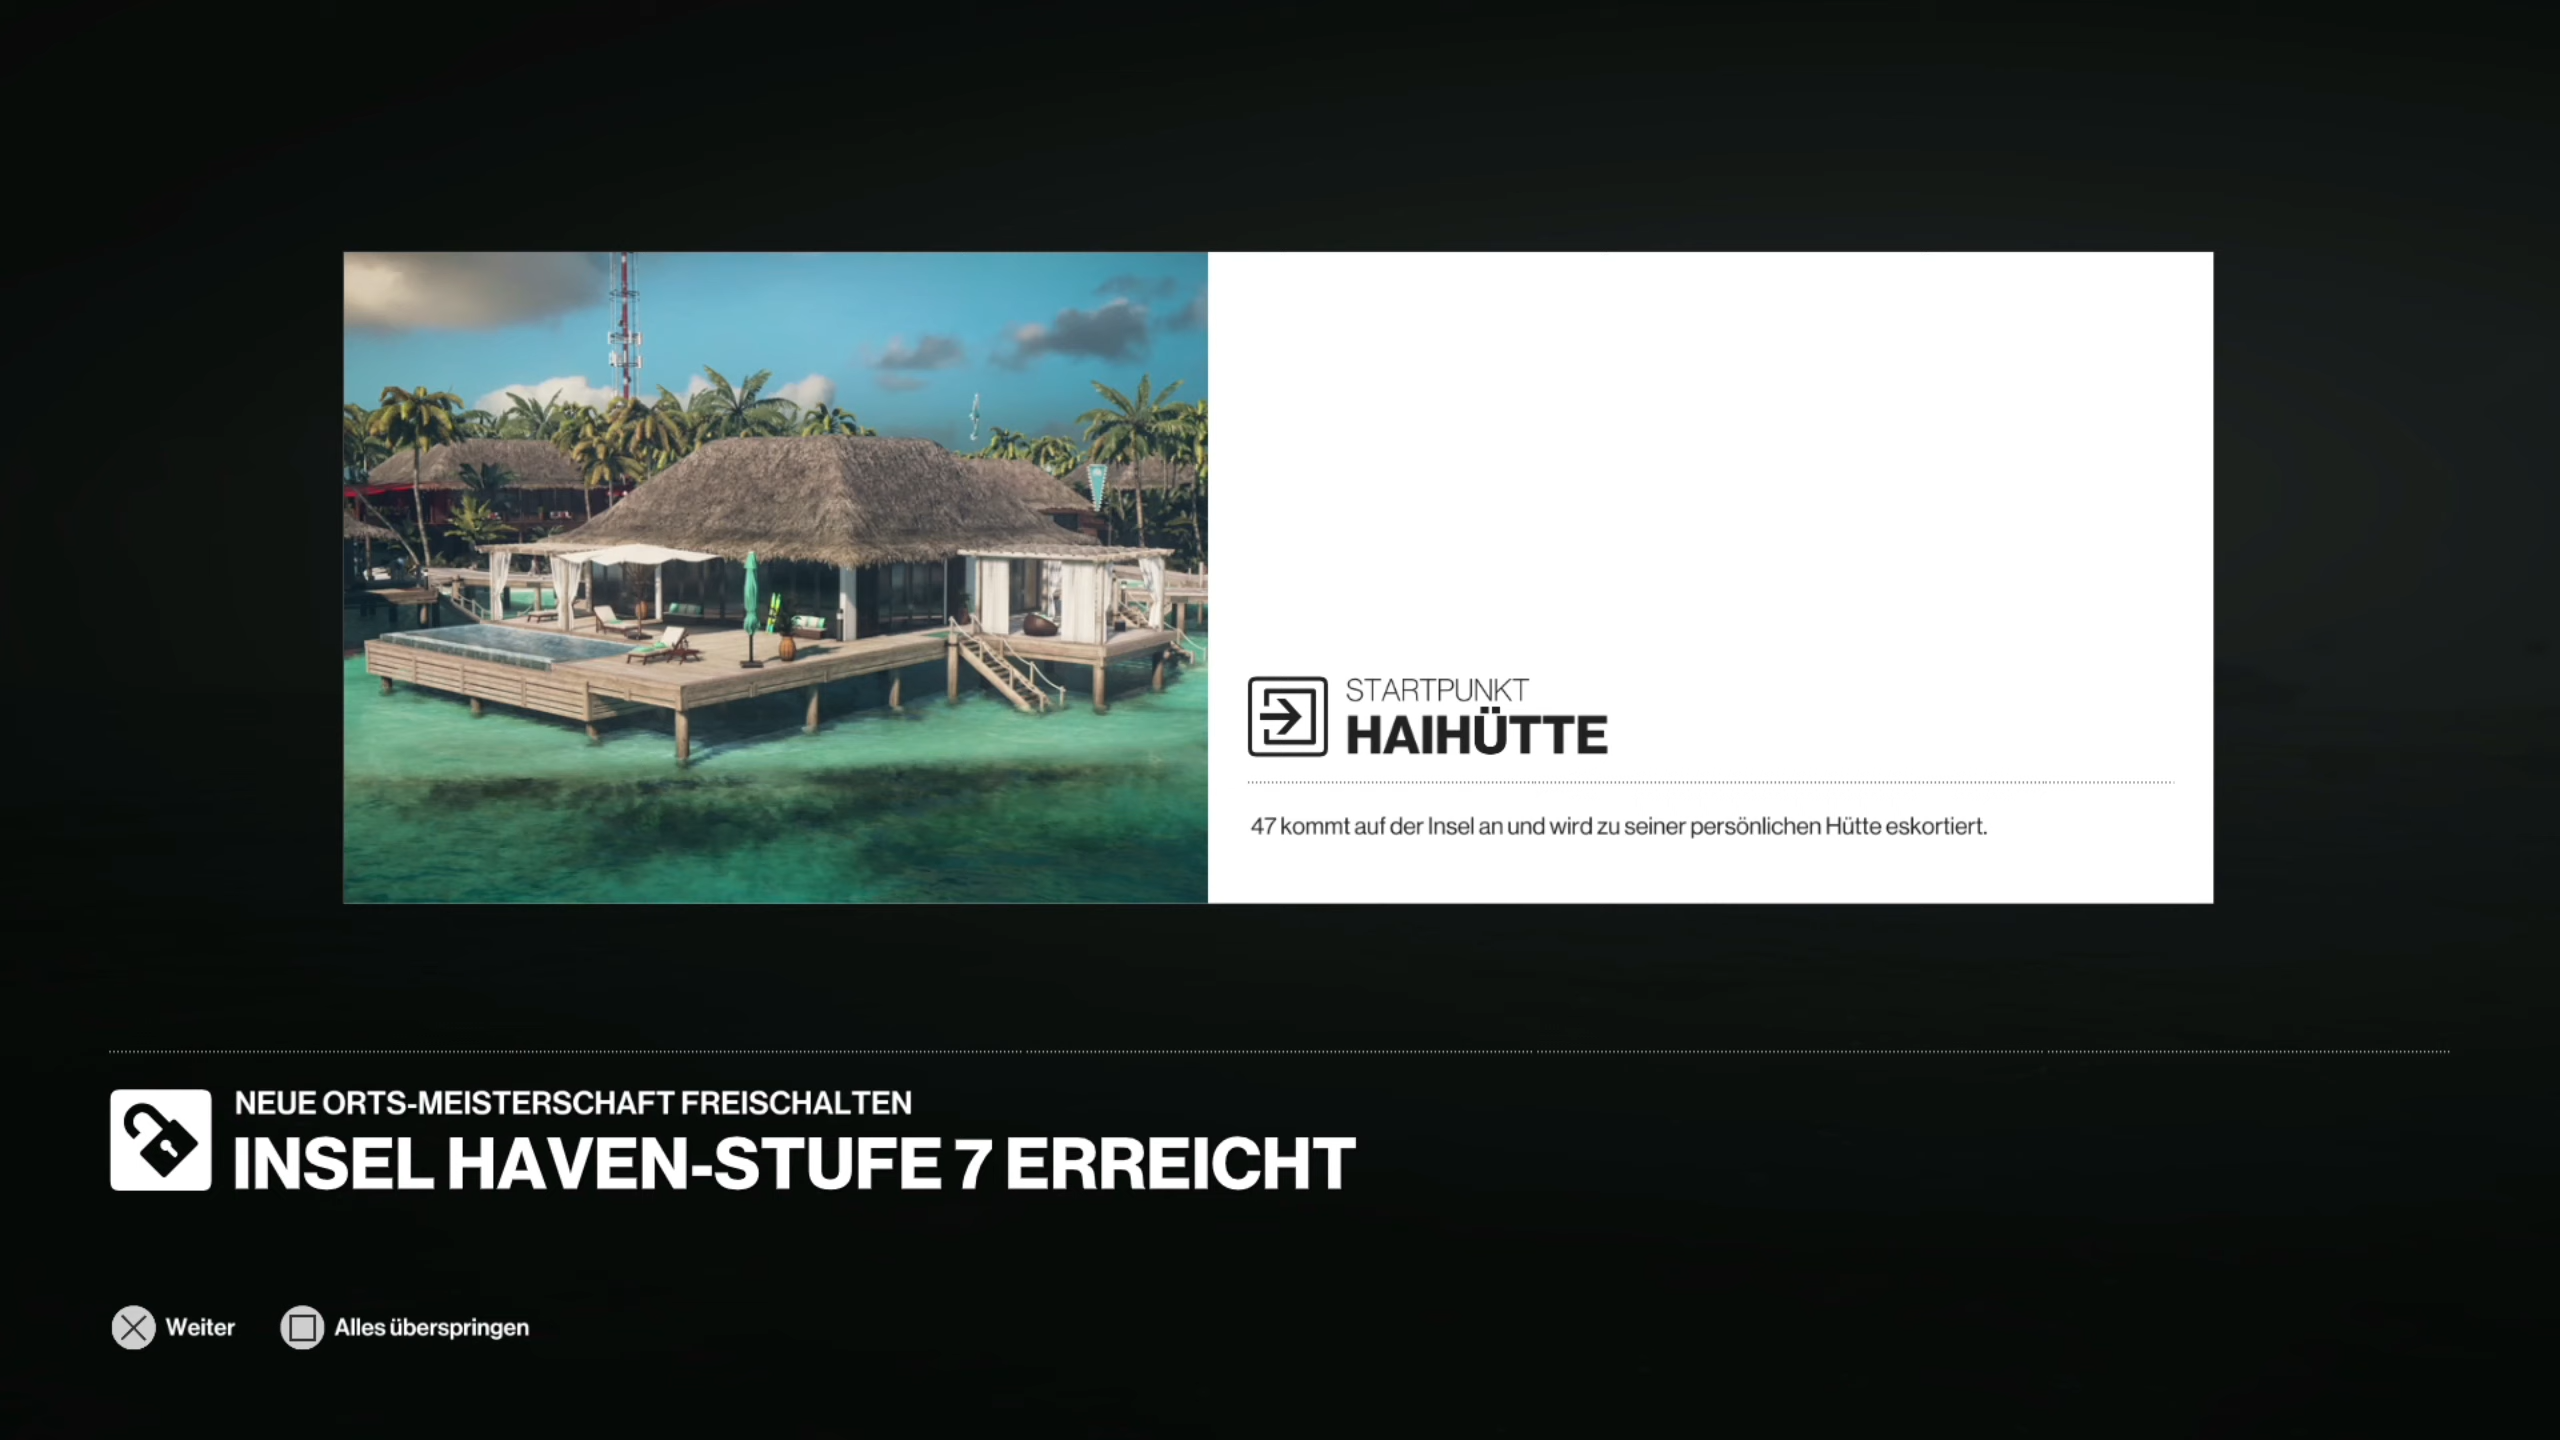 STARTPUNKT
HAIHÜTTE
47 kommt auf der Insel an und wird zu seiner persönlichen Hütte eskortiert.
NEUE ORTS-MEISTERSCHAFT FREISCHALTEN
INSEL HAVEN-STUFE 7 ERREICHT
Weiter
Alles überspringen